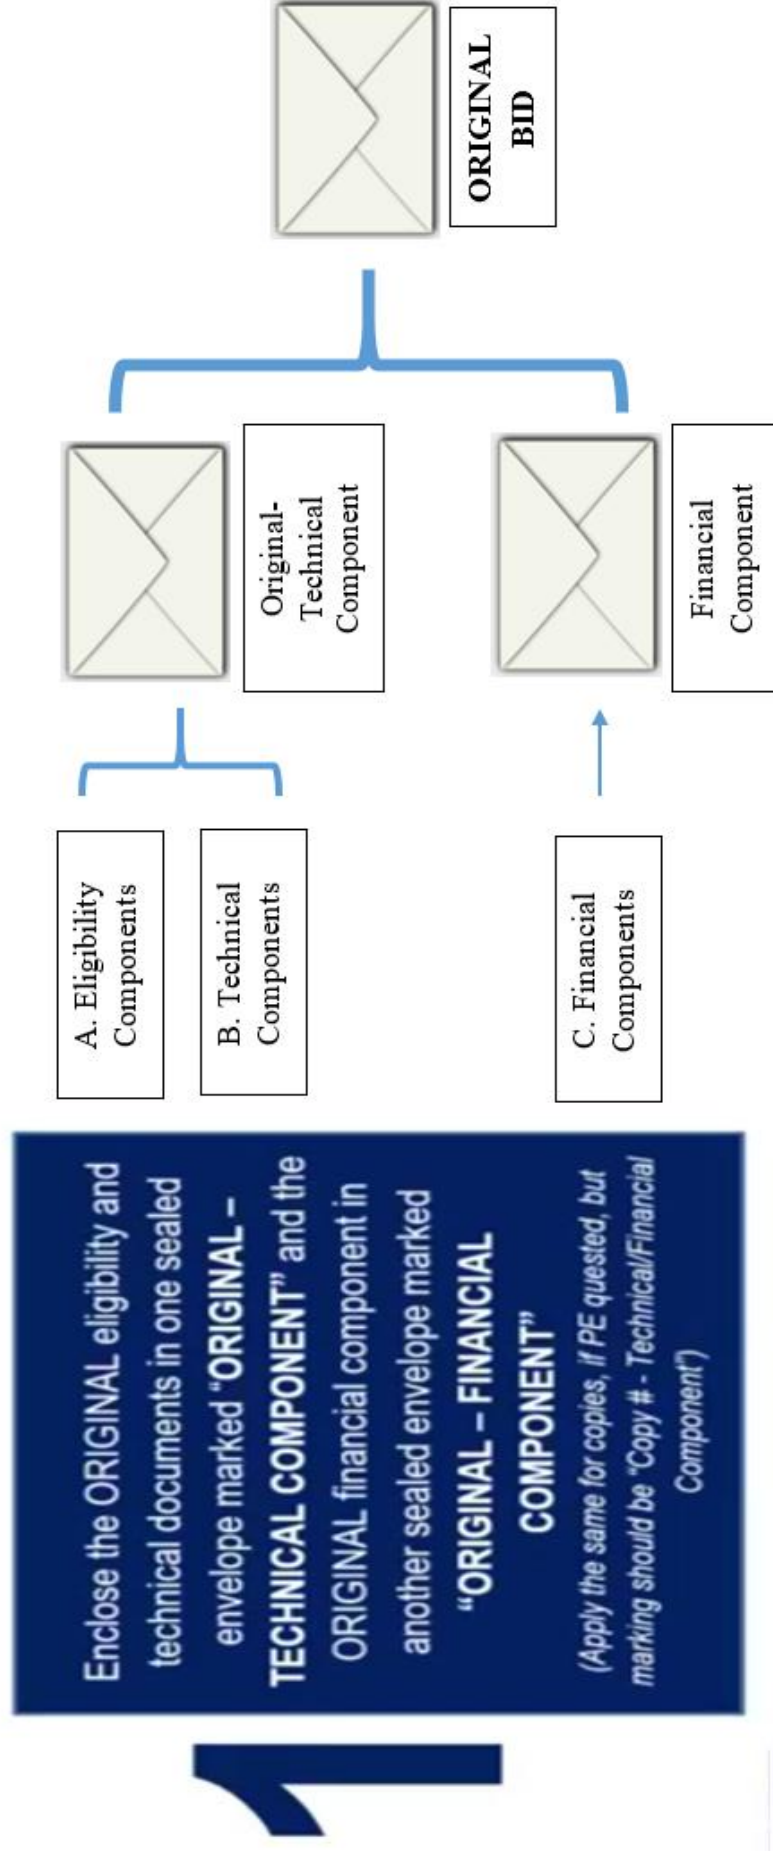 1
Enclose the ORIGINAL eligibility and
technical documents in one sealed
envelope marked “ORIGINAL –
TECHNICAL COMPONENT” and the
ORIGINAL financial component in
another sealed envelope marked
“ORIGINAL – FINANCIAL
COMPONENT”
(Apply the same for copies, if PE quested, but
marking should be “Copy # - Technical/Financial
Component”)
A. Eligibility
Components
B. Technical
Components
C. Financial
Components
Original-
Technical
Component
Financial
Component
ORIGINAL
BID